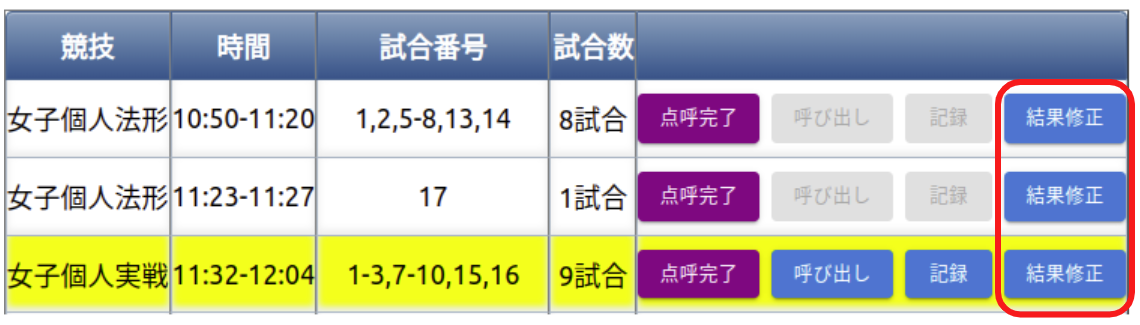 競技 時間 試合番号 試合数
女子個人法形 10:50-11:20 1,2,5-8,13,14 8試合 点呼完了 呼び出し 記録 結果修正
女子個人法形 11:23-11:27 17 1試合 点呼完了 呼び出し 記録 結果修正
女子個人実戦 11:32-12:04 1-3,7-10,15,16 9試合 点呼完了 呼び出し 記録 結果修正